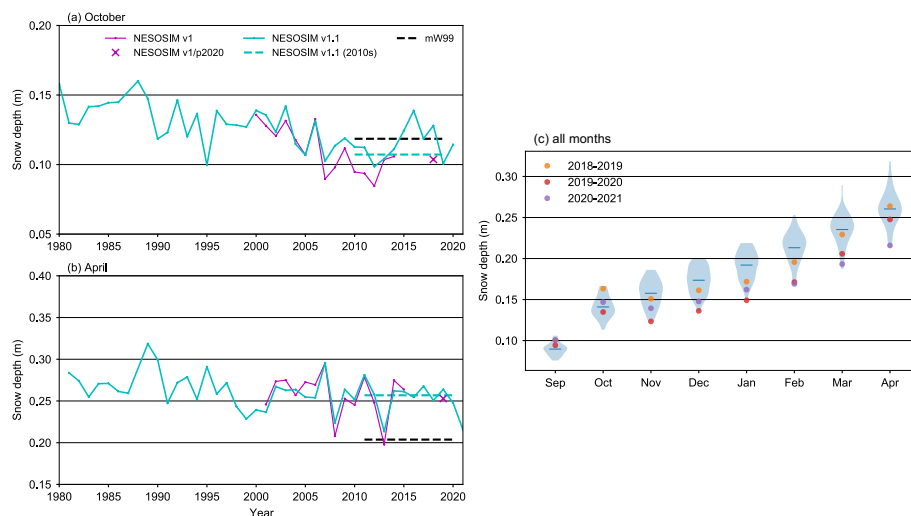 (a) October
0.20
NESOSIM v1
NESOSIM v1.1
mW99
NESOSIM v1/p2020
NESOSIM v1.1 (2010s)
0.15
0.10
0.05
Snow depth (m)
1980 1985 1990 1995 2000 2005 2010 2015 2020
(b) April
0.40
0.35
0.30
0.25
0.20
0.15
Snow depth (m)
1980 1985 1990 1995 2000 2005 2010 2015 2020
Year
(c) all months
0.30
2018-2019
2019-2020
2020-2021
0.25
0.20
0.15
0.10
Snow depth (m)
Sep Oct Nov Dec Jan Feb Mar Apr